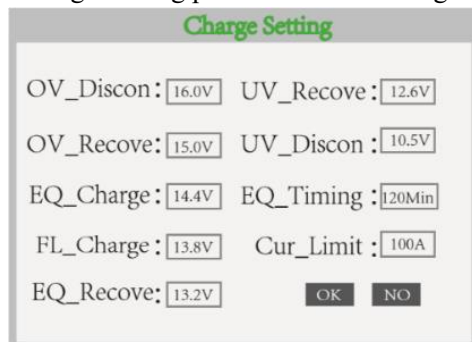 Charge Setting
OV_Discon: 16.0V UV_Recove: 12.6V
OV_Recove: 15.0V UV_Discon: 10.5V
EQ_Charge: 14.4V EQ_Timing: 120Min
FL_Charge: 13.8V Cur_Limit: 100A
EQ_Recove: 13.2V OK NO